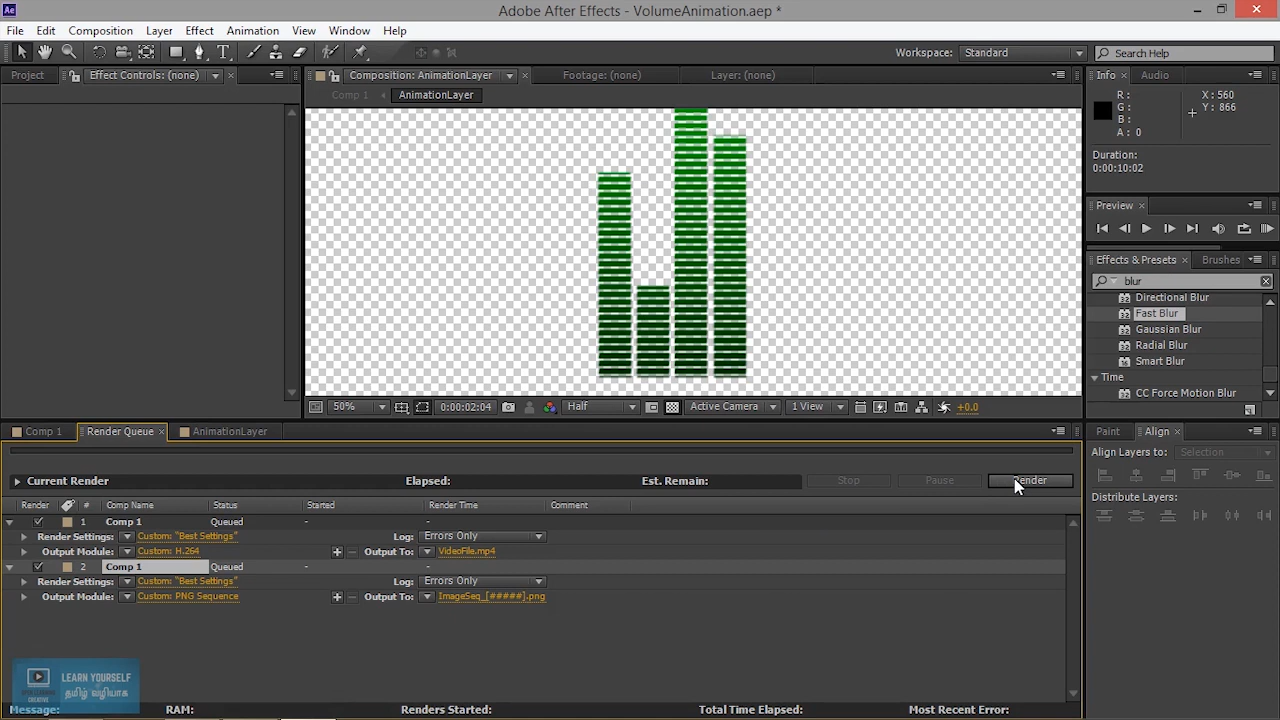 Ae
Adobe After Effects - VolumeAnimation.aep *
File Edit Composition Layer Effect Animation View Window Help
Workspace: Standard Search Help
Project Effect Controls: (none) Composition: AnimationLayer Footage: (none) Layer: (none) Info Audio
Comp 1 AnimationLayer
R : X : 560
G : Y : 866
B :
A : 0
Duration:
0:00:10:02
Preview
Effects & Presets Brushes
blur
Directional Blur
Fast Blur
Gaussian Blur
Radial Blur
Smart Blur
Time
CC Force Motion Blur
50% 0:00:02:04 Half Active Camera 1 View +0.0
Comp 1 Render Queue AnimationLayer Paint Align
Align Layers to: Selection
Current Render Elapsed: Est. Remain: Stop Pause Render
Distribute Layers:
Render # Comp Name Status Started Render Time Comment
1 Comp 1 Queued - -
Render Settings: Custom: "Best Settings" Log: Errors Only
Output Module: Custom: H.264 Output To: VideoFile.mp4
2 Comp 1 Queued - -
Render Settings: Custom: "Best Settings" Log: Errors Only
Output Module: Custom: PNG Sequence Output To: ImageSeq_[#####].png
LEARN YOURSELF
தமிழ் வழியாக
CREATIVE
Message: RAM: Renders Started: Total Time Elapsed: Most Recent Error: